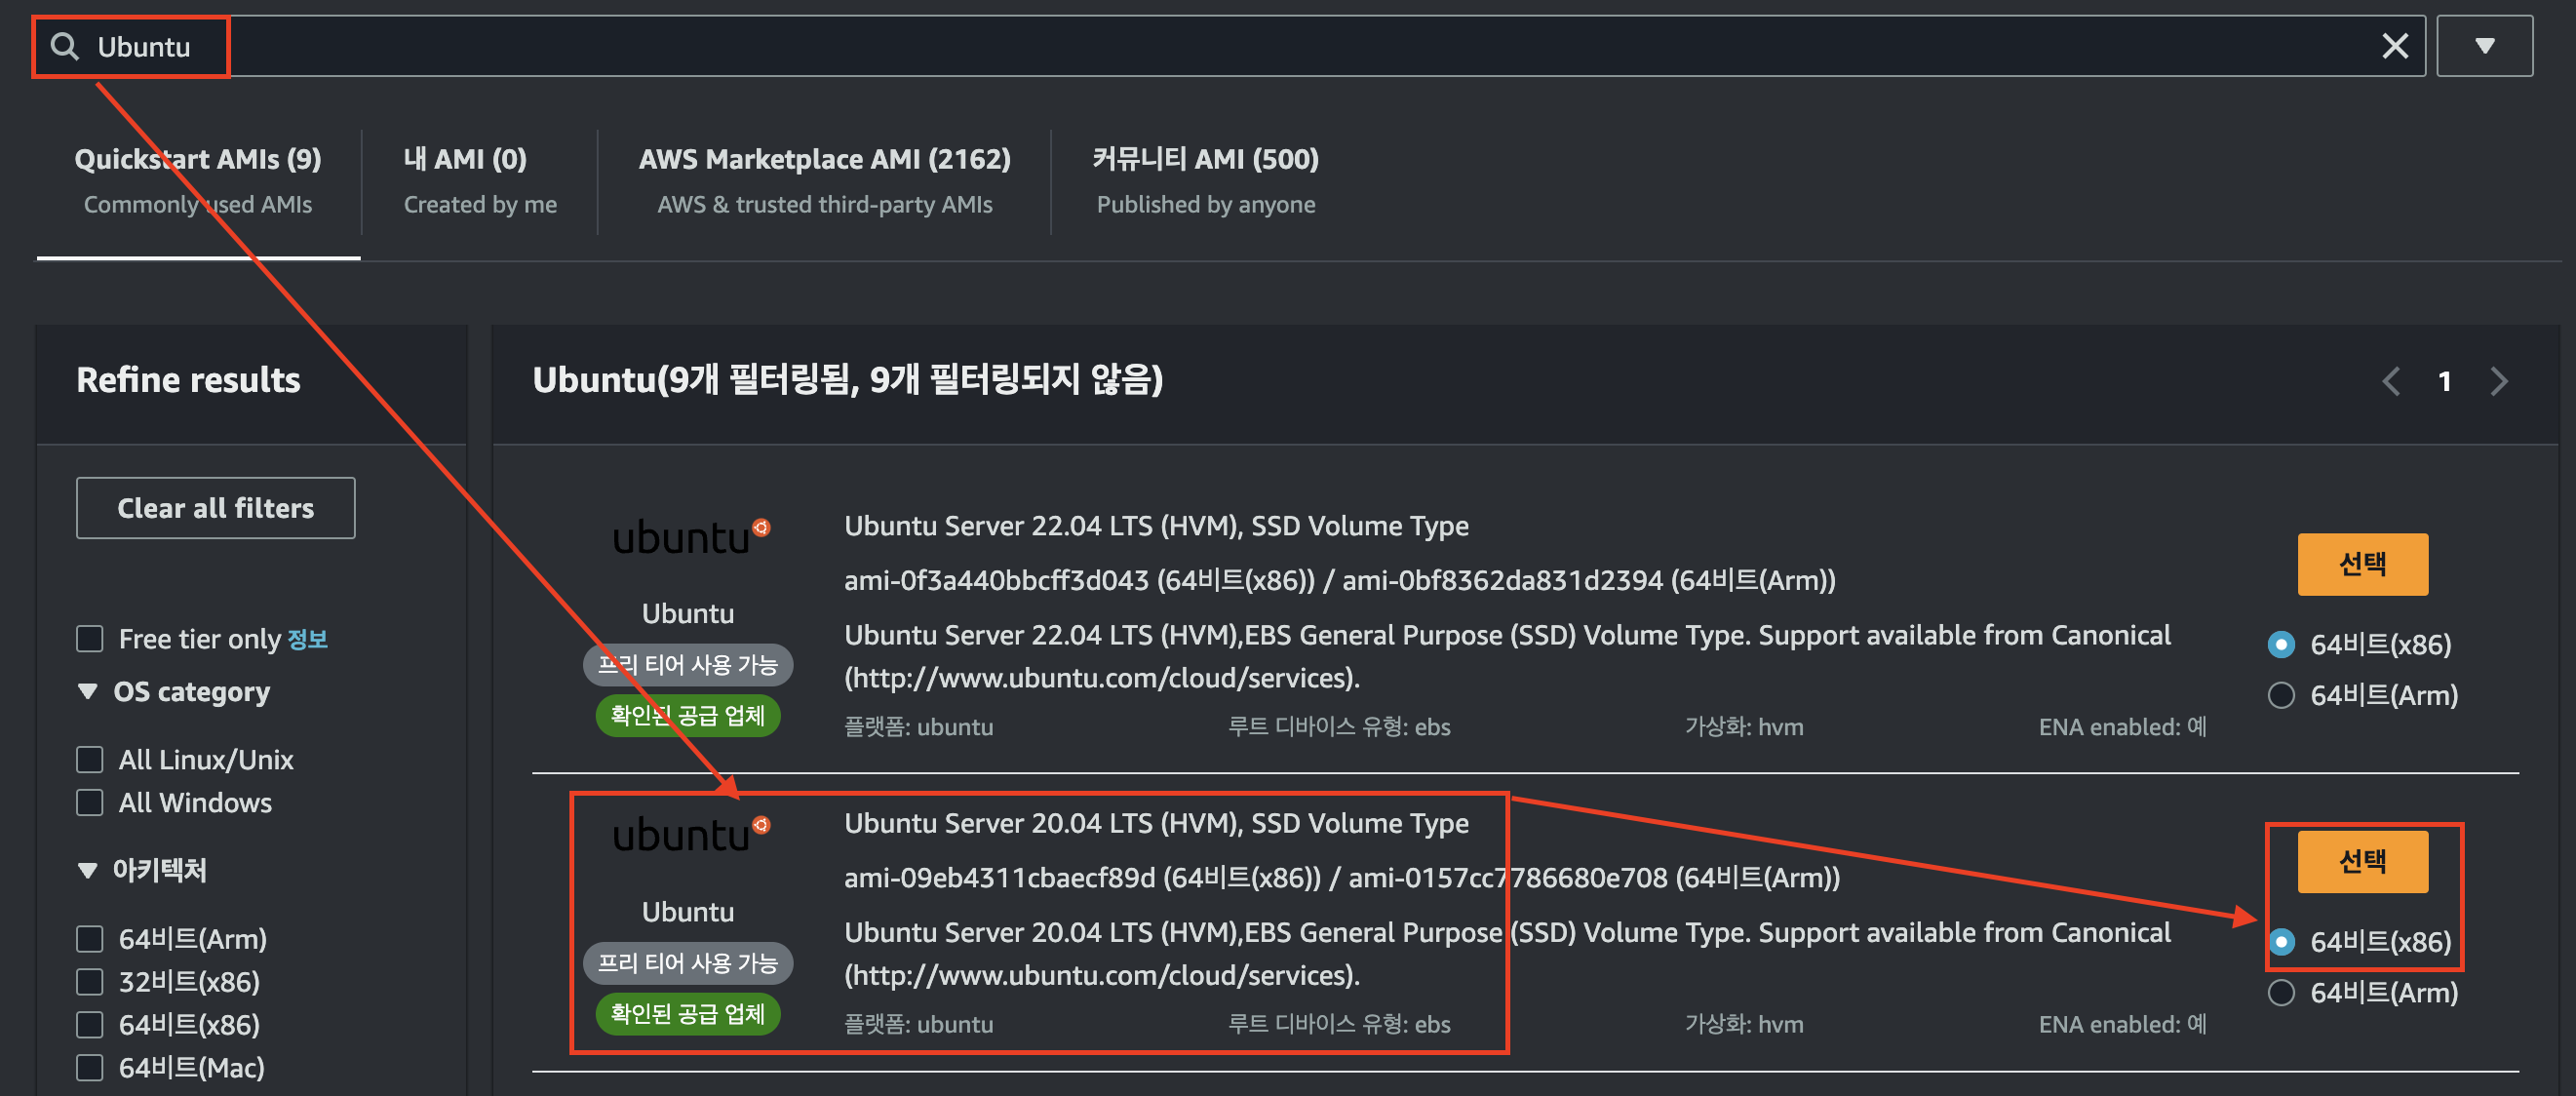 Ubuntu
Quickstart AMIs (9)
Commonly used AMIs
내 AMI (0)
Created by me
AWS Marketplace AMI (2162)
AWS & trusted third-party AMIs
커뮤니티 AMI (500)
Published by anyone
Refine results
Clear all filters
Free tier only 정보
OS category
All Linux/Unix
All Windows
아키텍처
64비트(Arm)
32비트(x86)
64비트(x86)
64비트(Mac)
Ubuntu(9개 필터링됨, 9개 필터링되지 않음)
1
ubuntu
Ubuntu
프리 티어 사용 가능
확인된 공급 업체
Ubuntu Server 22.04 LTS (HVM), SSD Volume Type
ami-0f3a440bbcff3d043 (64비트(x86)) / ami-0bf8362da831d2394 (64비트(Arm))
Ubuntu Server 22.04 LTS (HVM),EBS General Purpose (SSD) Volume Type. Support available from Canonical
(http://www.ubuntu.com/cloud/services).
플랫폼: ubuntu 루트 디바이스 유형: ebs 가상화: hvm ENA enabled: 예
선택
64비트(x86)
64비트(Arm)
ubuntu
Ubuntu
프리 티어 사용 가능
확인된 공급 업체
Ubuntu Server 20.04 LTS (HVM), SSD Volume Type
ami-09eb4311cbaecf89d (64비트(x86)) / ami-0157cc7786680e708 (64비트(Arm))
Ubuntu Server 20.04 LTS (HVM),EBS General Purpose (SSD) Volume Type. Support available from Canonical
(http://www.ubuntu.com/cloud/services).
플랫폼: ubuntu 루트 디바이스 유형: ebs 가상화: hvm ENA enabled: 예
선택
64비트(x86)
64비트(Arm)